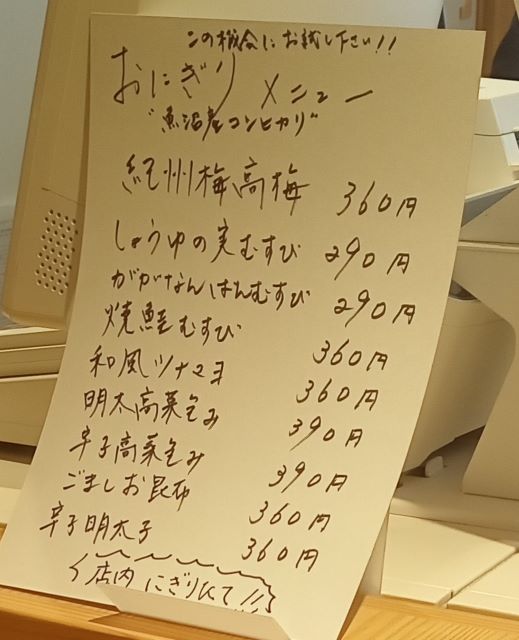 この機会にお試し下さい!!
おにぎり メニュー
"魚沼産コシヒカリ"
紀州梅高梅 360円
しょうゆの実むすび 290円
かがなんばんむすび 290円
焼鮭むすび 360円
和風ツナマヨ 360円
明太高菜包み 390円
辛子高菜包み 390円
ごましお昆布 360円
辛子明太子 360円
店内にぎりたて!!